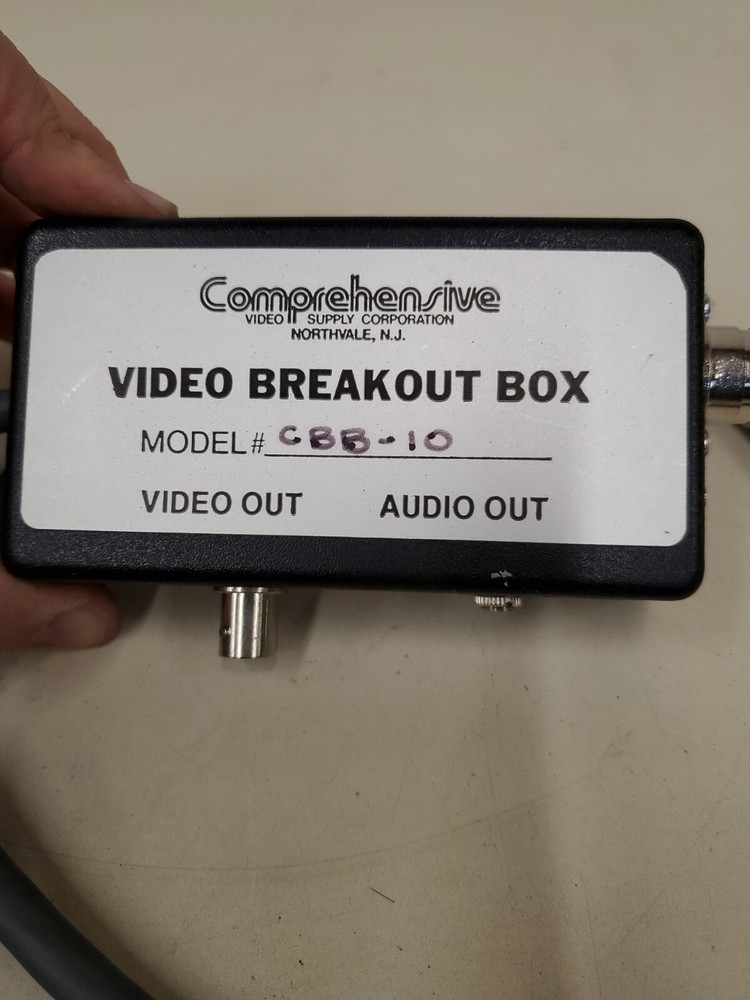 Comprehensive
VIDEO SUPPLY CORPORATION
NORTHVALE, N.J.
VIDEO BREAKOUT BOX
MODEL# CBB-10
VIDEO OUT AUDIO OUT